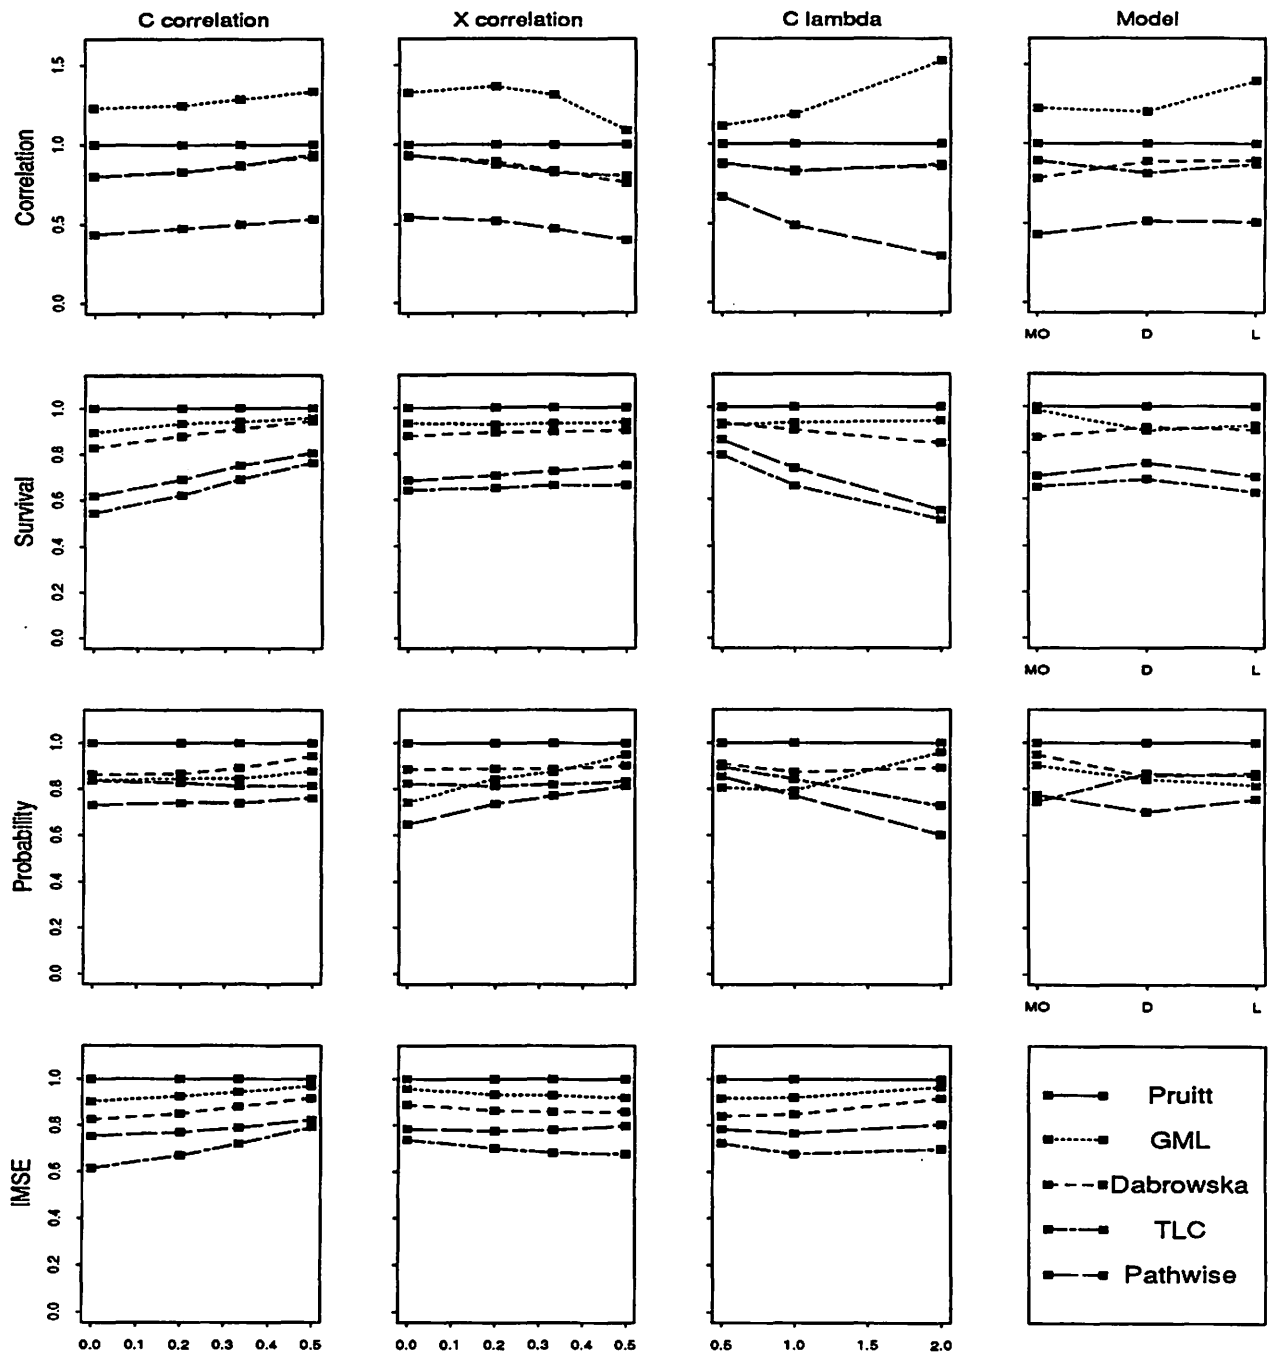 C correlation
X correlation
C lambda
Model
Correlation
1.5
1.0
0.5
0.0
MO D L
Survival
1.0
0.8
0.6
0.4
0.2
0.0
MO D L
Probability
1.0
0.8
0.6
0.4
0.2
0.0
MO D L
IMSE
1.0
0.8
0.6
0.4
0.2
0.0
0.0 0.1 0.2 0.3 0.4 0.5
0.0 0.1 0.2 0.3 0.4 0.5
0.5 1.0 1.5 2.0
Pruitt
GML
Dabrowska
TLC
Pathwise